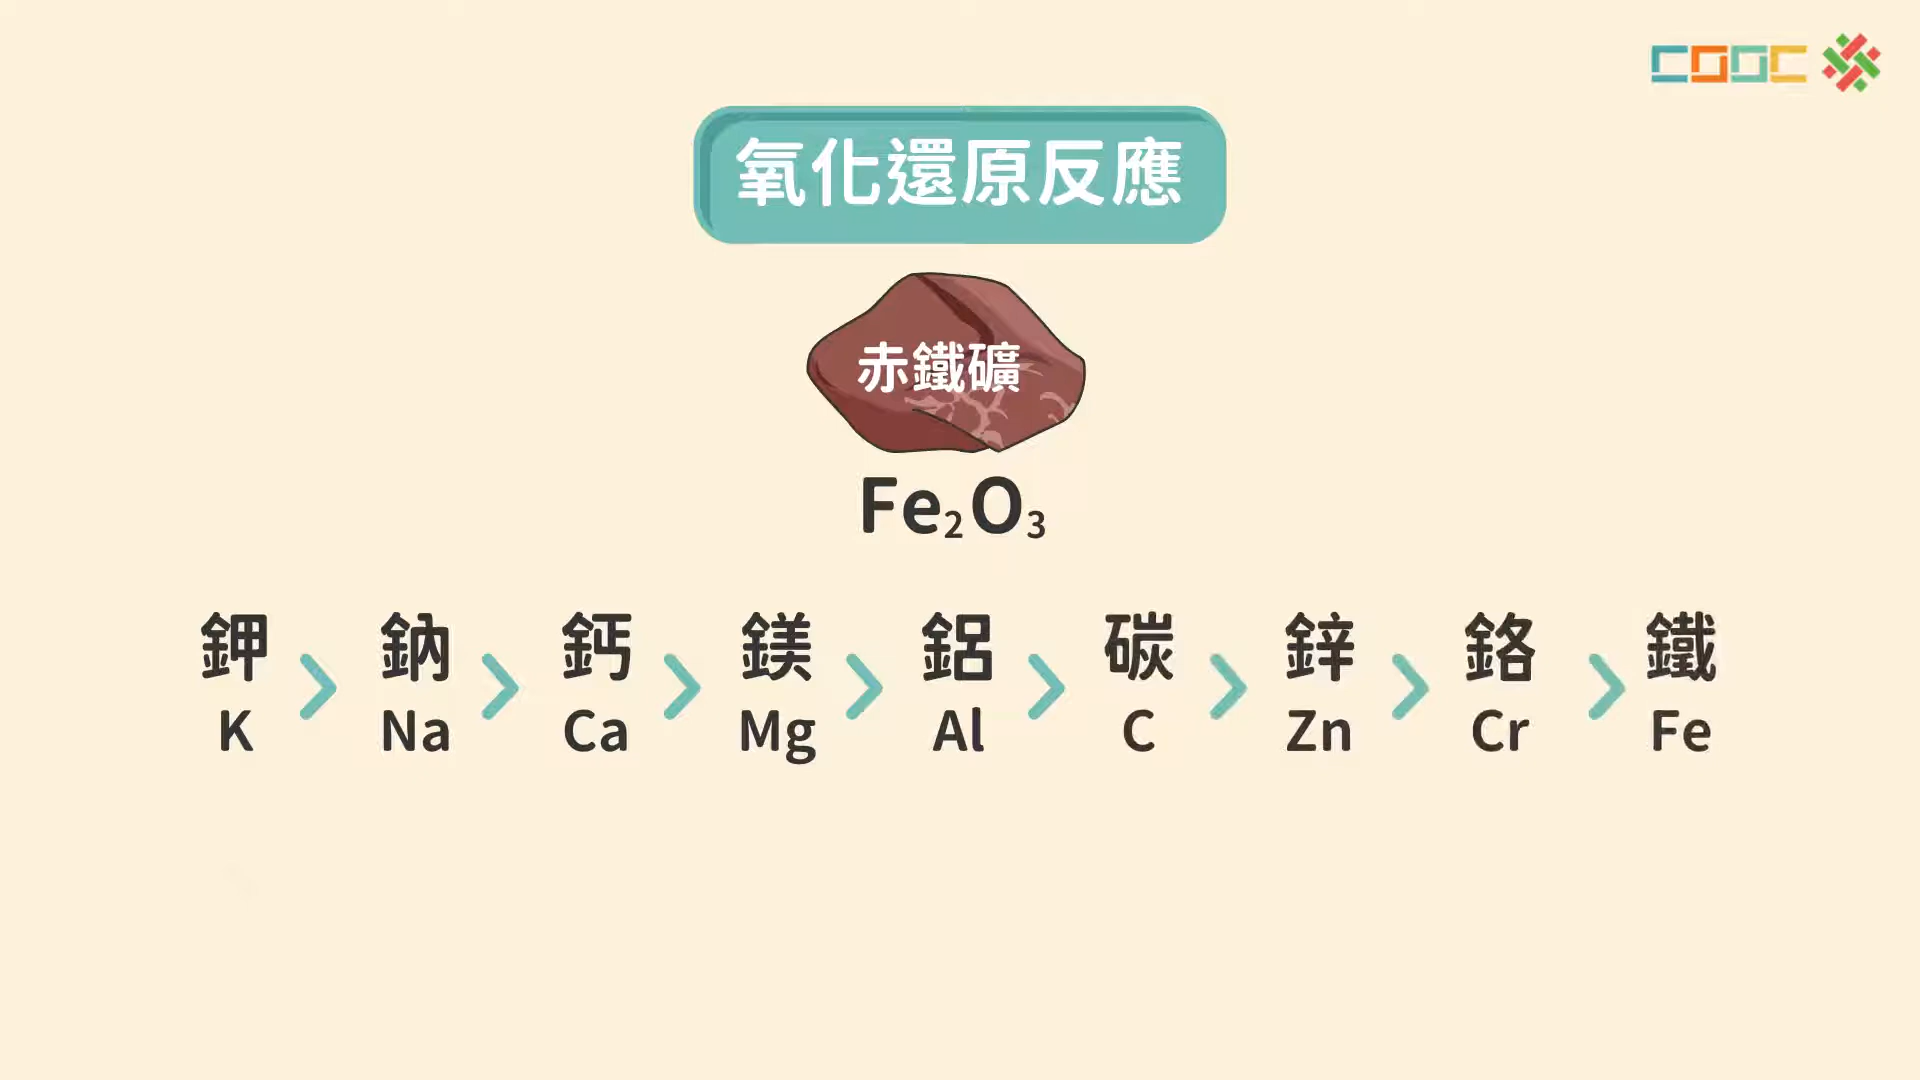 COOC
氧化還原反應
赤鐵礦
Fe₂O₃
鉀 > 鈉 > 鈣 > 鎂 > 鋁 > 碳 > 鋅 > 鉻 > 鐵
K Na Ca Mg Al C Zn Cr Fe